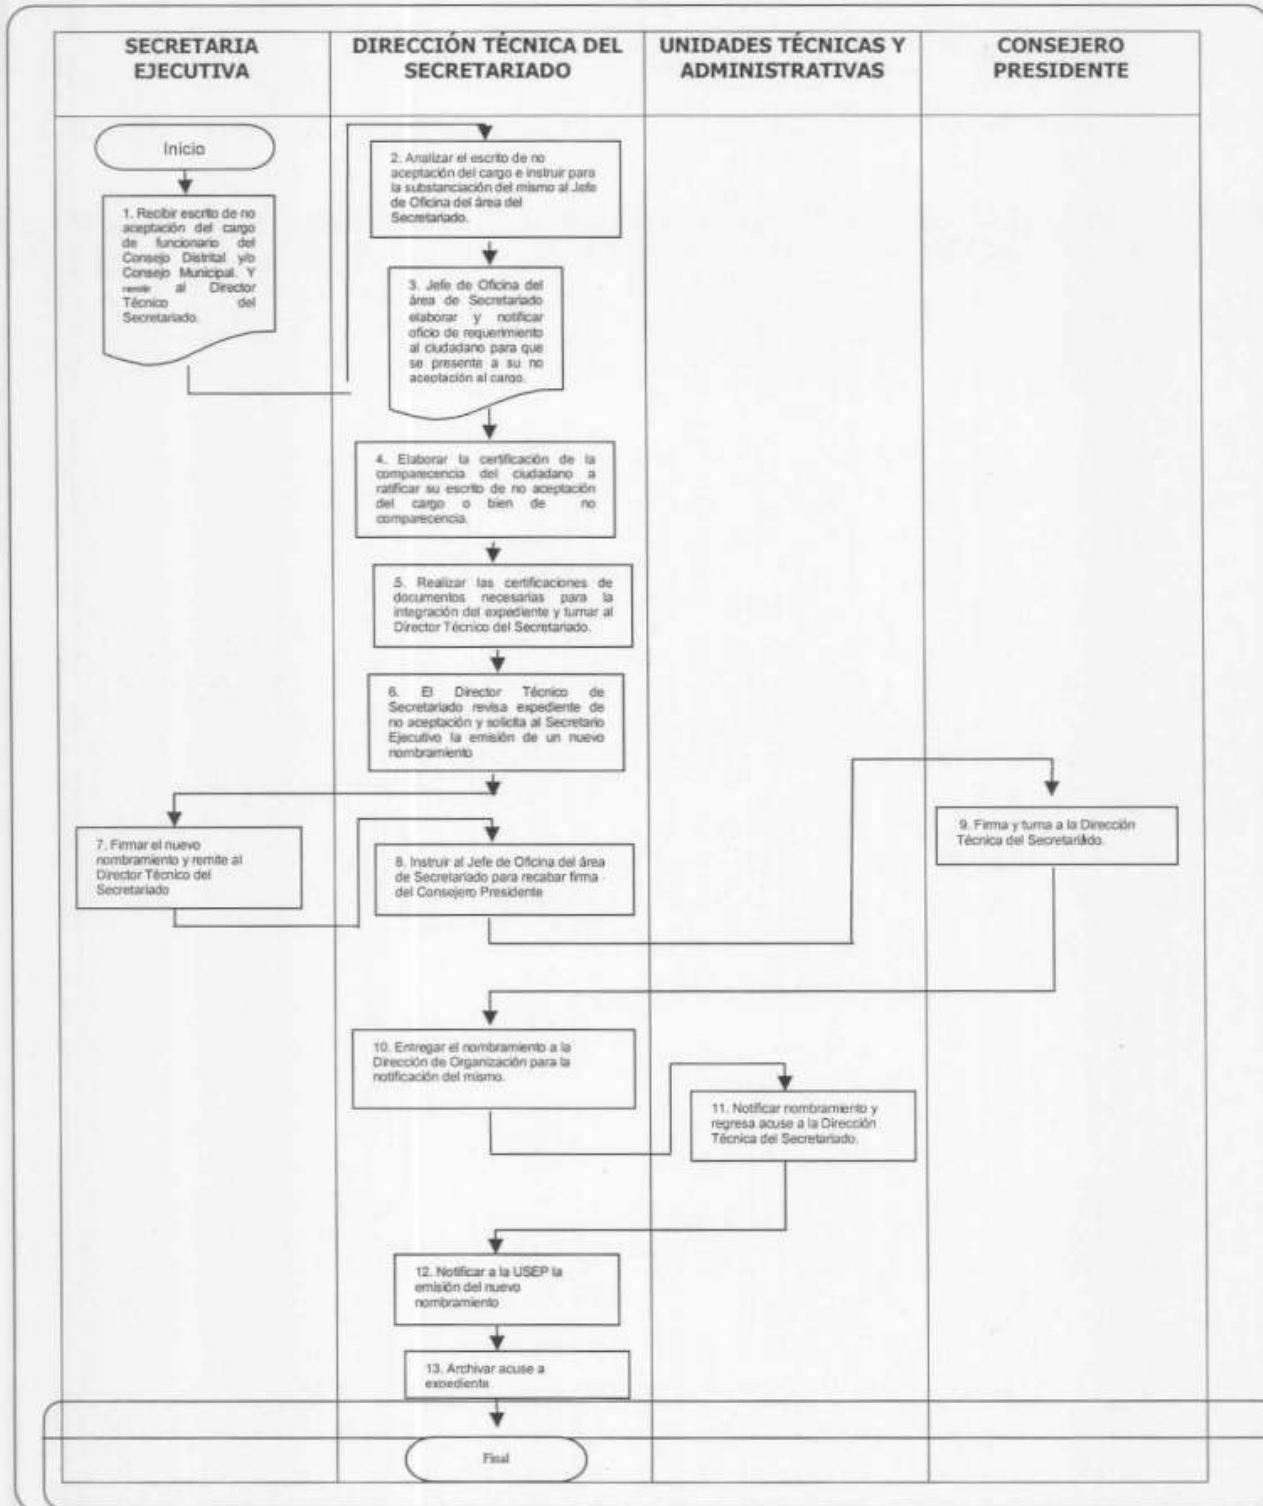 SECRETARIA
EJECUTIVA
DIRECCIÓN TÉCNICA DEL
SECRETARIADO
UNIDADES TÉCNICAS Y
ADMINISTRATIVAS
CONSEJERO
PRESIDENTE
Inicio
1. Recibir escrito de no
aceptación del cargo
de funcionario del
Consejo Distrital y/o
Consejo Municipal. Y
remitir al Director
Técnico del
Secretariado.
2. Analizar el escrito de no
aceptación del cargo e instruir para
la substanciación del mismo al Jefe
de Oficina del área del
Secretariado.
3. Jefe de Oficina del
área de Secretariado
elaborar y notificar
oficio de requerimiento
al ciudadano para que
se presente a su no
aceptación al cargo.
4. Elaborar la certificación de la
comparecencia del ciudadano a
ratificar su escrito de no aceptación
del cargo o bien de no
comparecencia.
5. Realizar las certificaciones de
documentos necesarias para la
integración del expediente y turnar al
Director Técnico del Secretariado.
6. El Director Técnico de
Secretariado revisa expediente de
no aceptación y solicita al Secretario
Ejecutivo la emisión de un nuevo
nombramiento
7. Firmar el nuevo
nombramiento y remite al
Director Técnico del
Secretariado
8. Instruir al Jefe de Oficina del área
de Secretariado para recabar firma
del Consejero Presidente
9. Firma y turna a la Dirección
Técnica del Secretariado.
10. Entregar el nombramiento a la
Dirección de Organización para la
notificación del mismo.
11. Notificar nombramiento y
regresa acuse a la Dirección
Técnica del Secretariado.
12. Notificar a la USEP la
emisión del nuevo
nombramiento
13. Archivar acuse a
expediente
Final